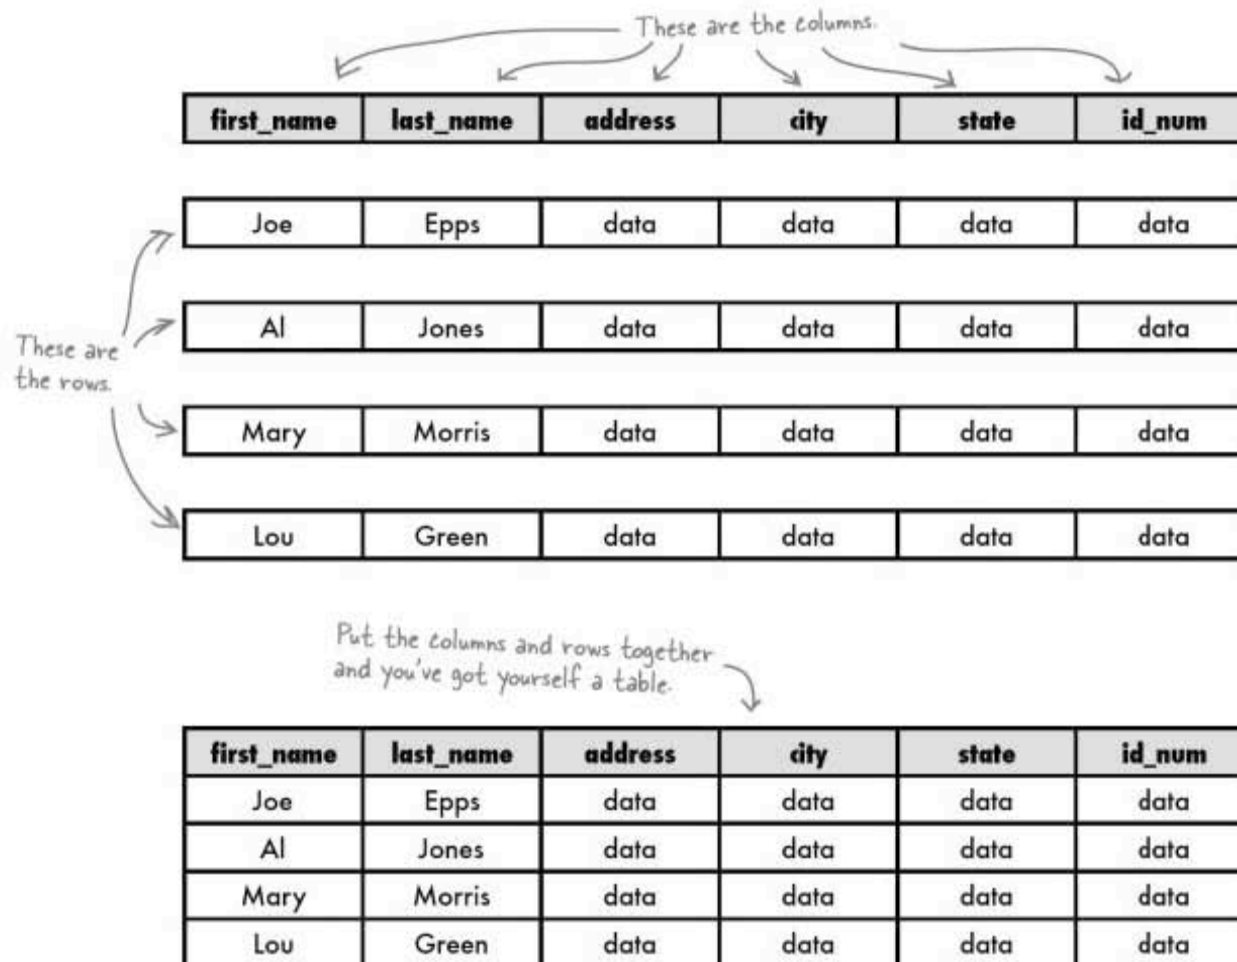 These are the columns.
first_name last_name address city state id_num
Joe Epps data data data data
Al Jones data data data data
These are
the rows.
Mary Morris data data data data
Lou Green data data data data
Put the columns and rows together
and you've got yourself a table.
first_name last_name address city state id_num
Joe Epps data data data data
Al Jones data data data data
Mary Morris data data data data
Lou Green data data data data